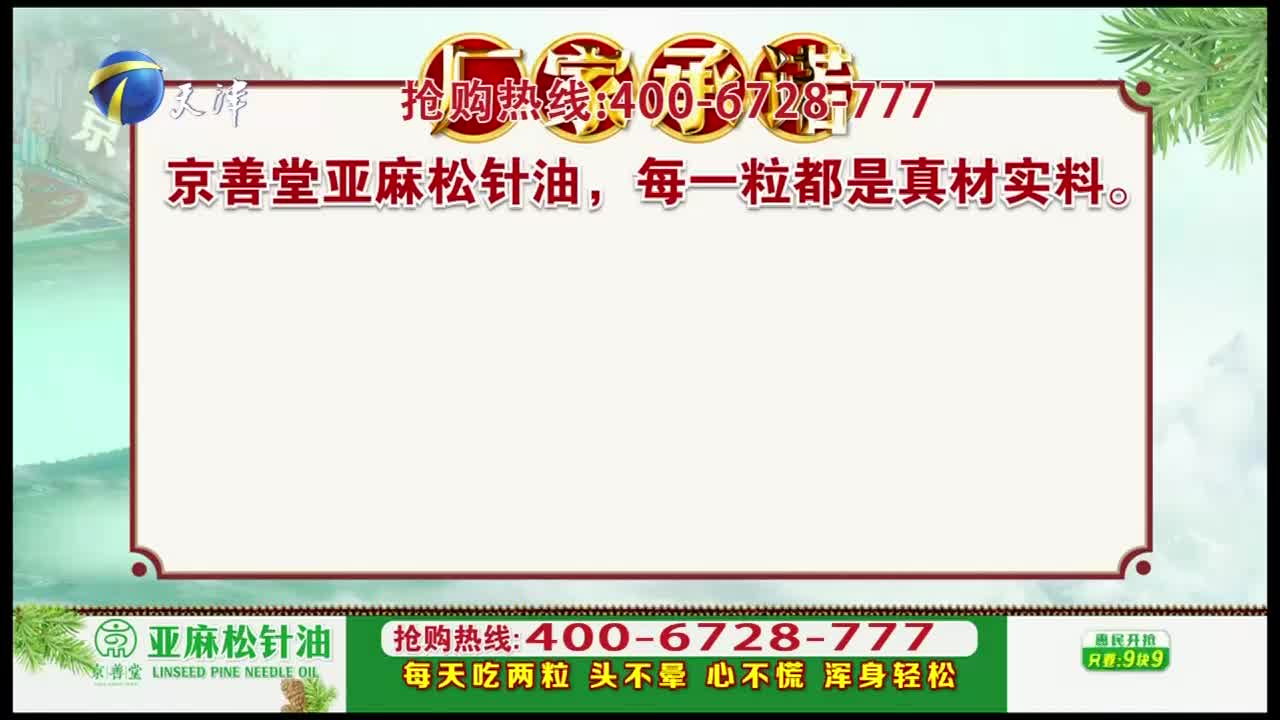 厂家承诺
天津
抢购热线:400-6728-777
京
京善堂亚麻松针油，每一粒都是真材实料。
京善堂
亚麻松针油
LINSEED PINE NEEDLE OIL
抢购热线:400-6728-777
每天吃两粒 头不晕 心不慌 浑身轻松
惠民开抢
只要:9块9